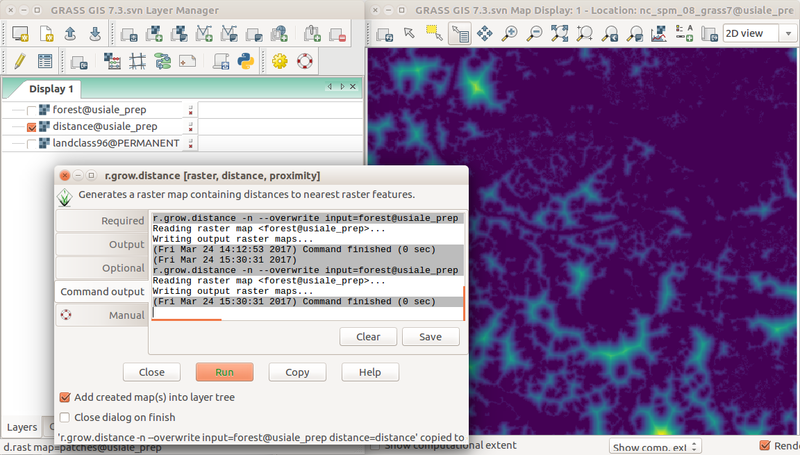 GRASS GIS 7.3.svn Layer Manager
GRASS GIS 7.3.svn Map Display: 1 - Location: nc_spm_08_grass7@usiale_pre
2D view
Display 1
forest@usiale_prep
distance@usiale_prep
landclass96@PERMANENT
r.grow.distance [raster, distance, proximity]
Generates a raster map containing distances to nearest raster features.
Required
Output
Optional
Command output
Manual
r.grow.distance -n --overwrite input=forest@usiale_prep
Reading raster map <forest@usiale_prep>...
Writing output raster maps...
(Fri Mar 24 14:12:53 2017) Command finished (0 sec)
(Fri Mar 24 15:30:31 2017)
r.grow.distance -n --overwrite input=forest@usiale_prep
Reading raster map <forest@usiale_prep>...
Writing output raster maps...
(Fri Mar 24 15:30:31 2017) Command finished (0 sec)
Clear
Save
Close
Run
Copy
Help
Add created map(s) into layer tree
Close dialog on finish
'r.grow.distance -n --overwrite input=forest@usiale_prep distance=distance' copied to
Layers
d.rast map=patches@usiale_prep
Show computational extent
Show comp. ext
Rende